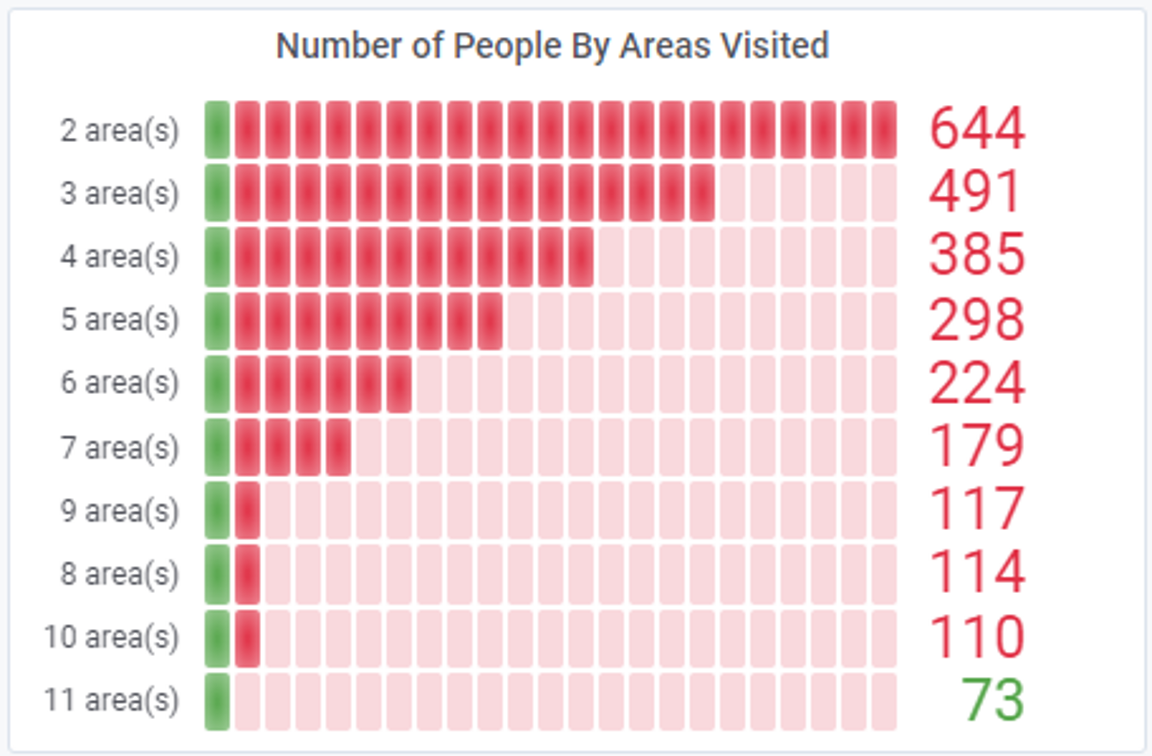 Number of People By Areas Visited
2 area(s) 644
3 area(s) 491
4 area(s) 385
5 area(s) 298
6 area(s) 224
7 area(s) 179
9 area(s) 117
8 area(s) 114
10 area(s) 110
11 area(s) 73